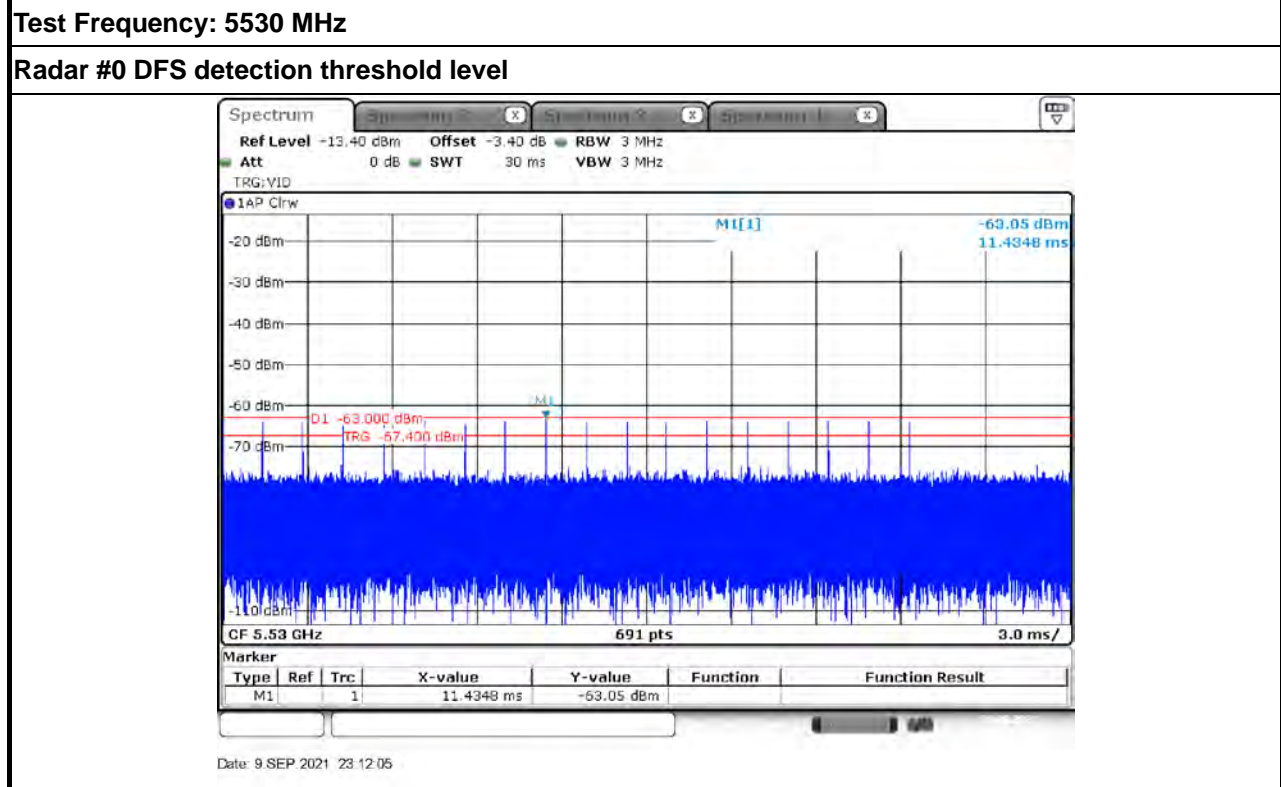 Test Frequency: 5530 MHz
Radar #0 DFS detection threshold level
Spectrum
Ref Level -13.40 dBm Offset -3.40 dB RBW 3 MHz
Att 0 dB SWT 30 ms VBW 3 MHz
TRG:VID
1AP Clrw
M1[1] -63.05 dBm
11.4348 ms
-20 dBm
-30 dBm
-40 dBm
-50 dBm
-60 dBm
M1
D1 -63.000 dBm
TRG -67.400 dBm
-70 dBm
-110 dBm
CF 5.53 GHz 691 pts 3.0 ms/
Marker
Type Ref Trc X-value Y-value Function Function Result
M1 1 11.4348 ms -63.05 dBm
Date: 9.SEP.2021 23:12:05